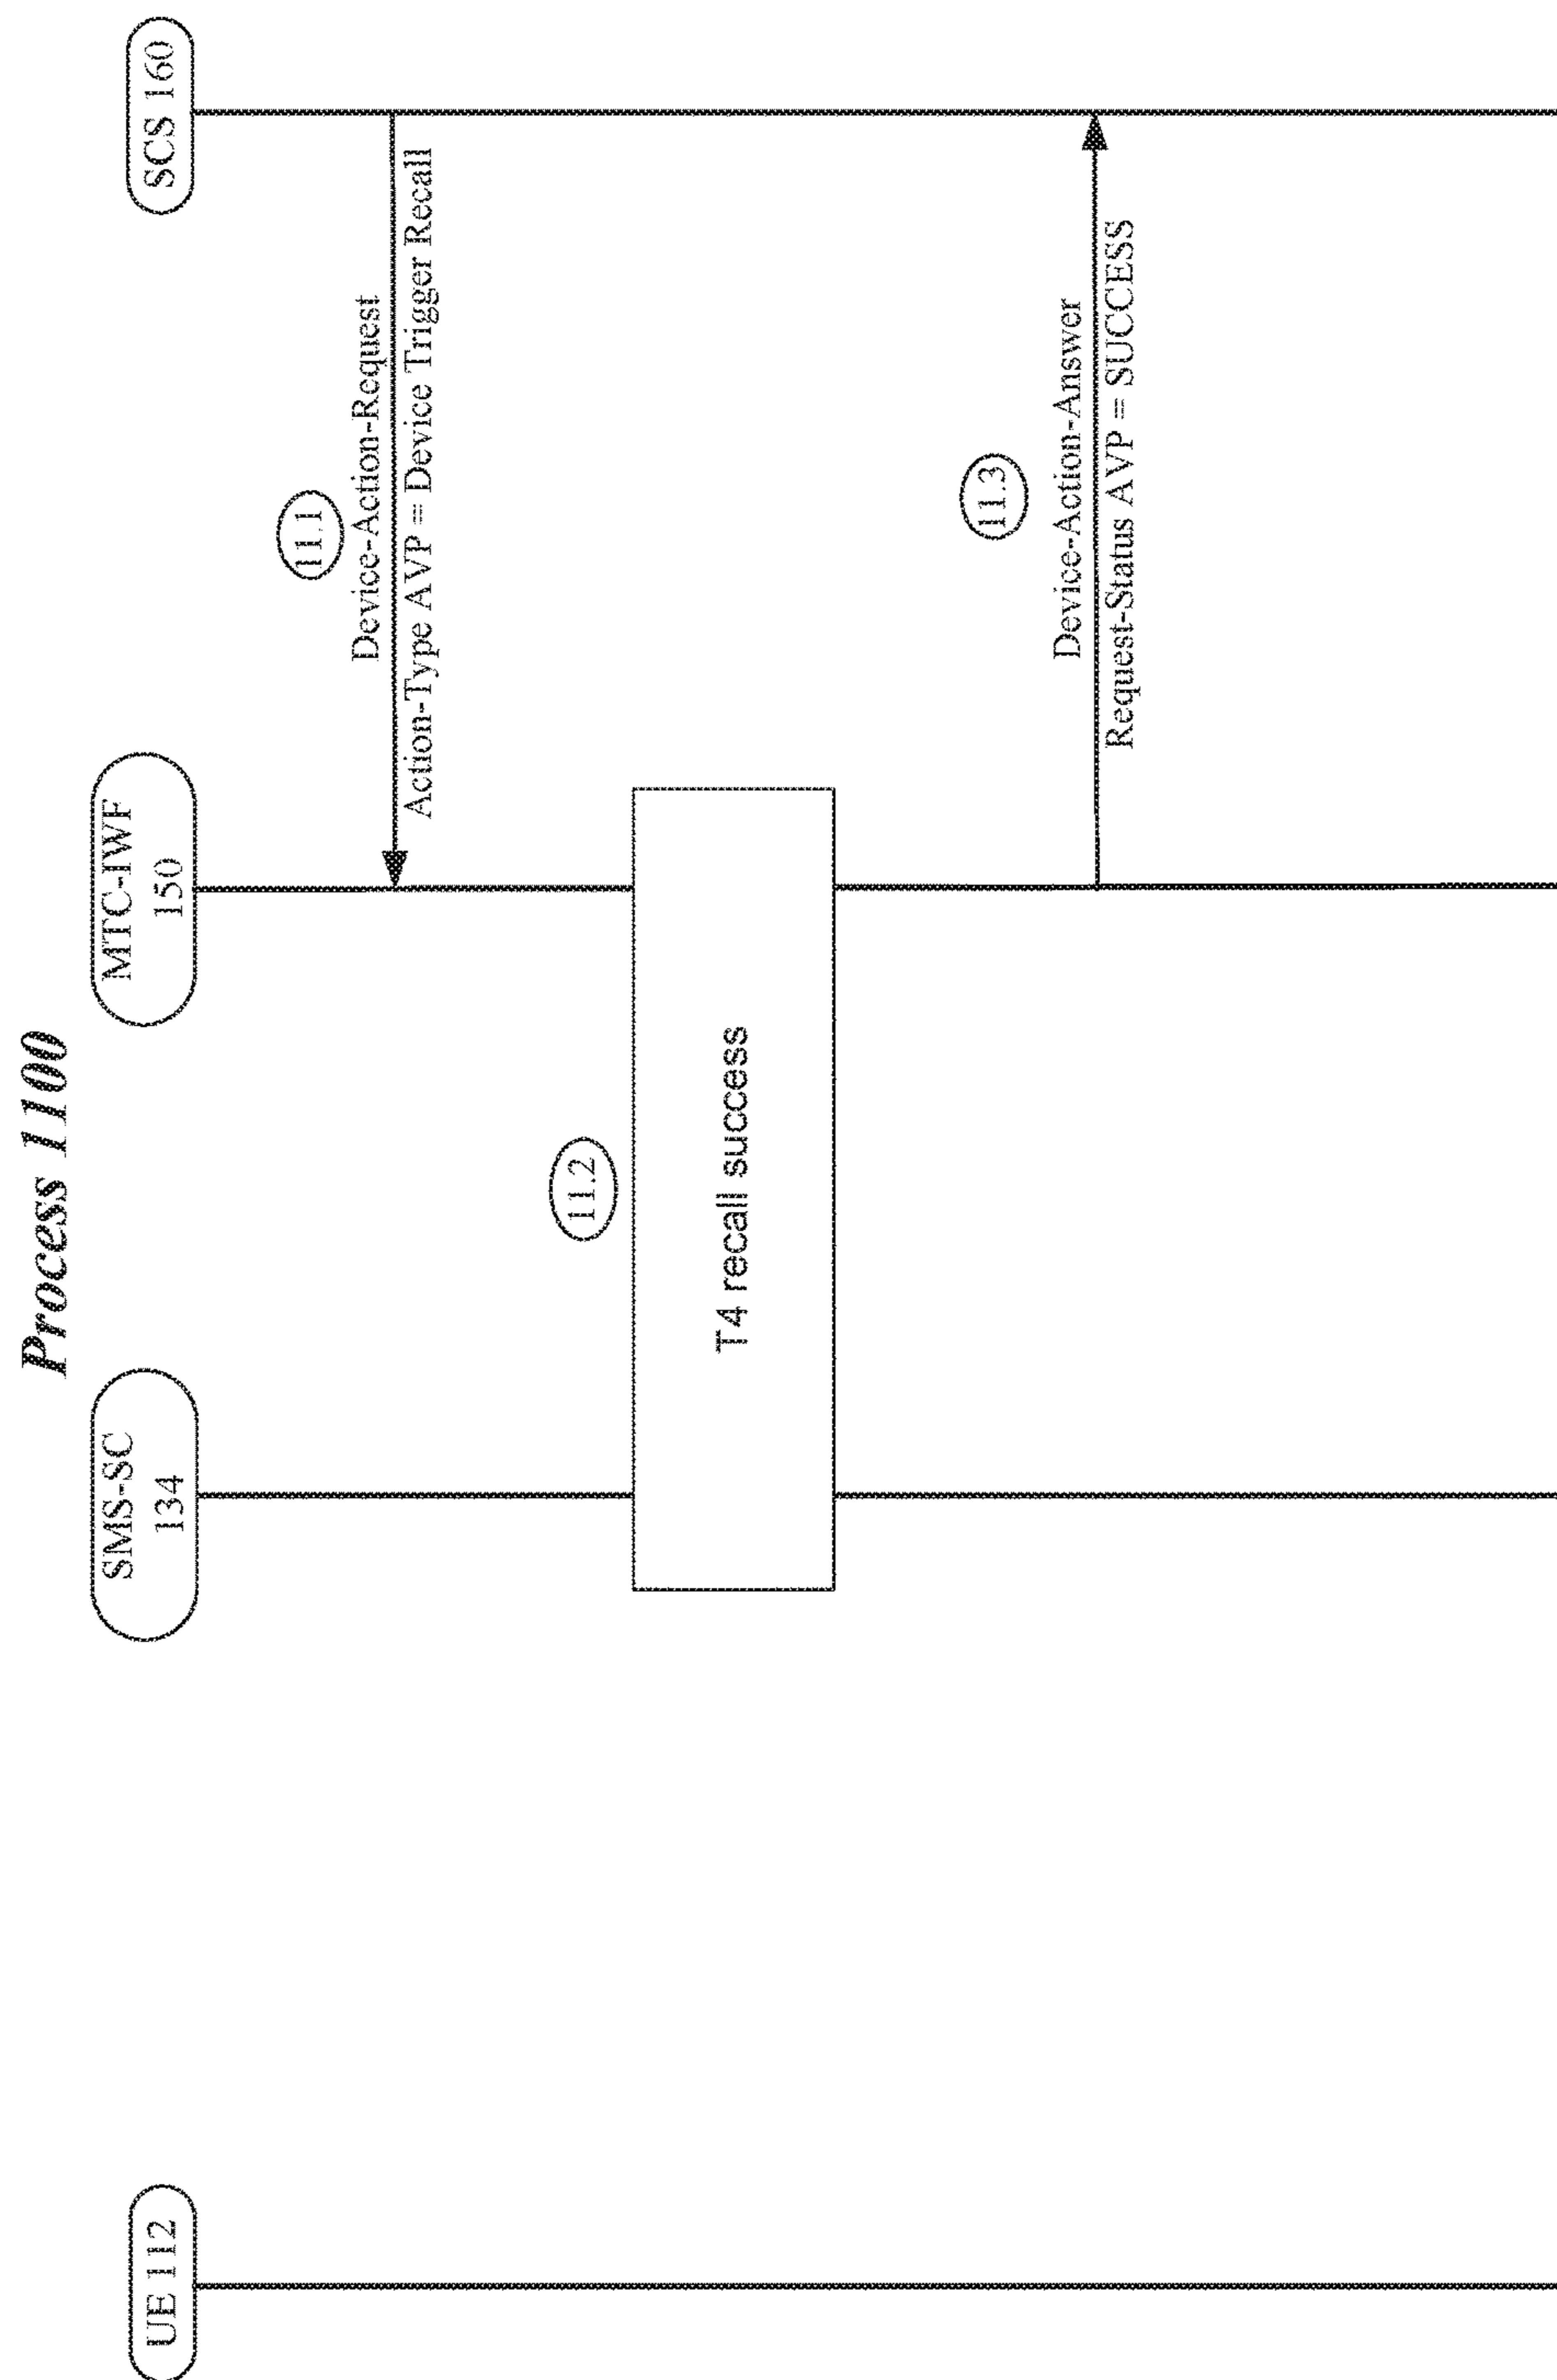 Process 1100
UE 112
SMS-SC
134
MTC-IWF
150
SCS 160
11.1
Device-Action-Request
Action-Type AVP = Device Trigger Recall
11.2
T4 recall success
11.3
Device-Action-Answer
Request-Status AVP = SUCCESS